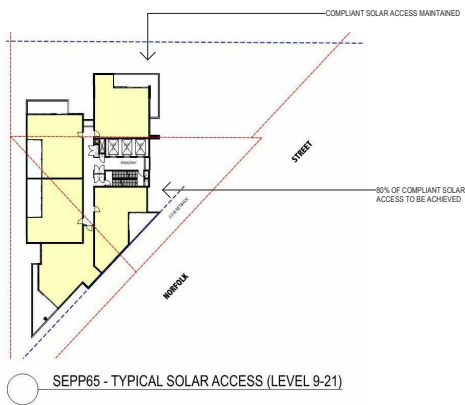 COMPLIANT SOLAR ACCESS MAINTAINED
STREET
80% OF COMPLIANT SOLAR
ACCESS TO BE ACHIEVED
NORFOLK
SEPP65 - TYPICAL SOLAR ACCESS (LEVEL 9-21)